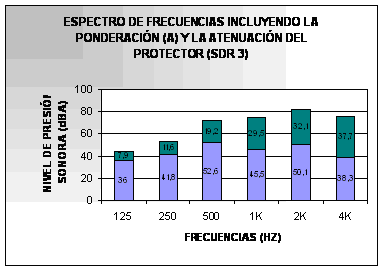 ESPECTRO DE FRECUENCIAS INCLUYENDO LA
PONDERACIÓN (A) Y LA ATENUACIÓN DEL
PROTECTOR (SDR 3)
NIVEL DE PRESIÓN
SONORA (dBA)
100
80
60
40
20
0
7,9
11,6
19,2
29,5
32,1
37,7
36
41,8
52,6
45,5
50,1
38,3
125
250
500
1K
2K
4K
FRECUENCIAS (HZ)